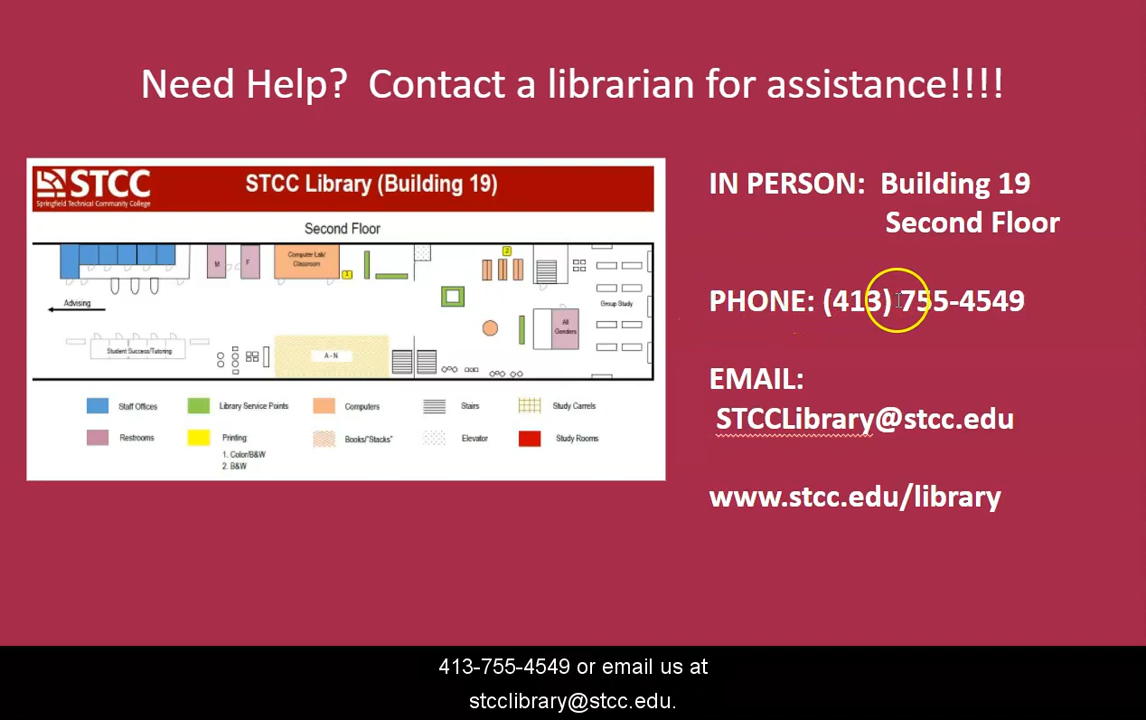 Need Help?  Contact a librarian for assistance!!!!
STCC
Springfield Technical Community College
STCC Library (Building 19)
Second Floor
M
F
Computer Lab/
Classroom
1
2
Advising
Group Study
All
Genders
Student Success/Tutoring
A - N
Staff Offices
Library Service Points
Computers
Stairs
Study Carrels
Restrooms
Printing:
1. Color/B&W
2. B&W
Books/"Stacks"
Elevator
Study Rooms
IN PERSON:  Building 19
Second Floor
PHONE: (413) 755-4549
EMAIL:
STCCLibrary@stcc.edu
www.stcc.edu/library
413-755-4549 or email us at
stcclibrary@stcc.edu.